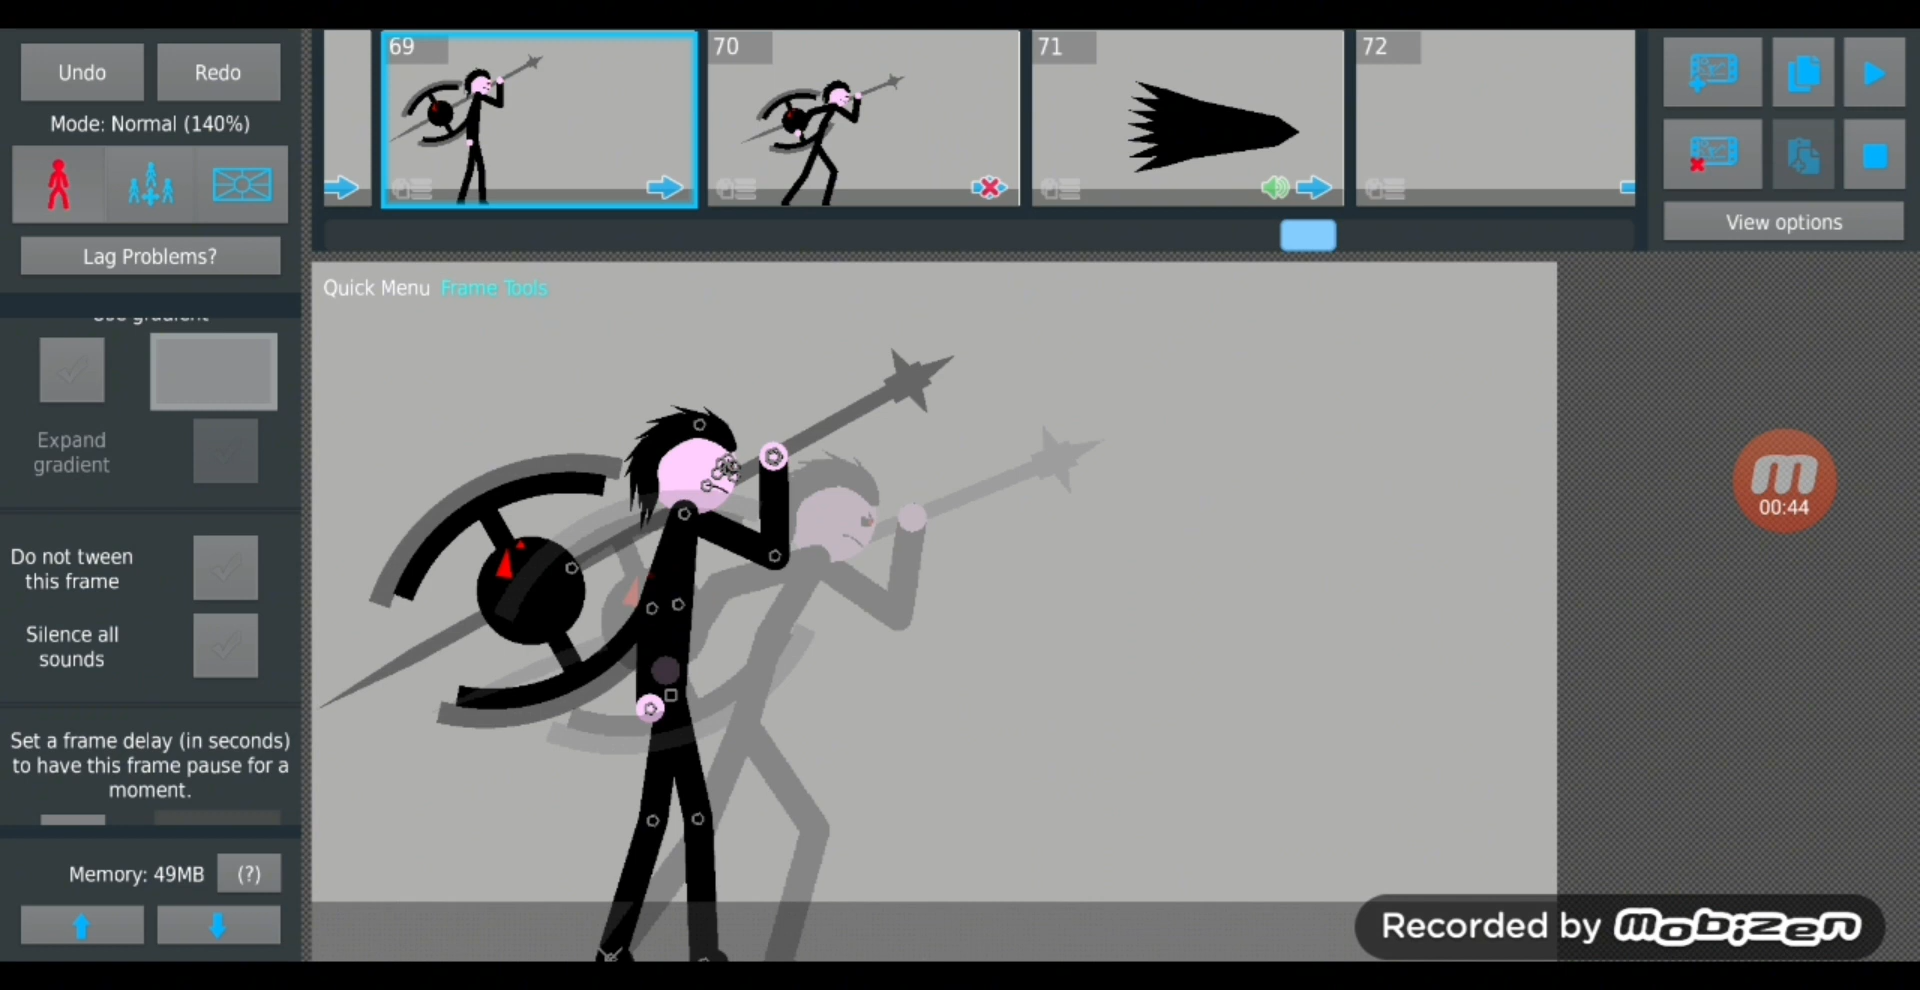 Undo
Redo
Mode: Normal (140%)
Lag Problems?
Use gradient
Expand
gradient
Do not tween
this frame
Silence all
sounds
Set a frame delay (in seconds)
to have this frame pause for a
moment.
Memory: 49MB
(?)
69
70
71
72
View options
Quick Menu
Frame Tools
00:44
Recorded by Mobizen